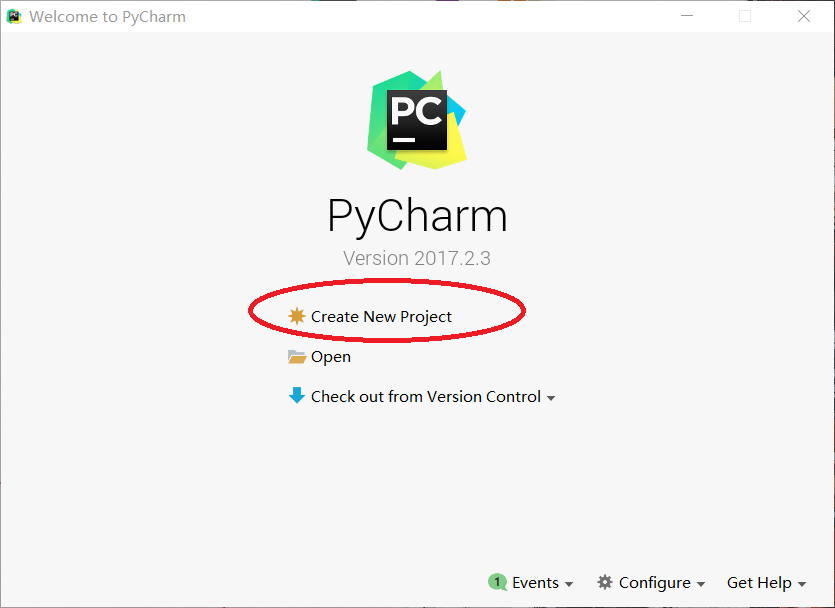 Welcome to PyCharm
PC
PyCharm
Version 2017.2.3
Create New Project
Open
Check out from Version Control
1 Events Configure Get Help